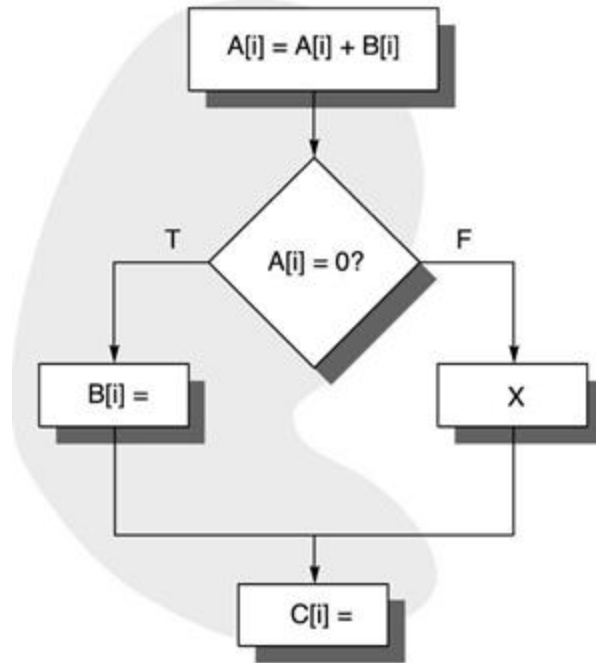 A[i] = A[i] + B[i]
T
A[i] = 0?
F
B[i] =
X
C[i] =